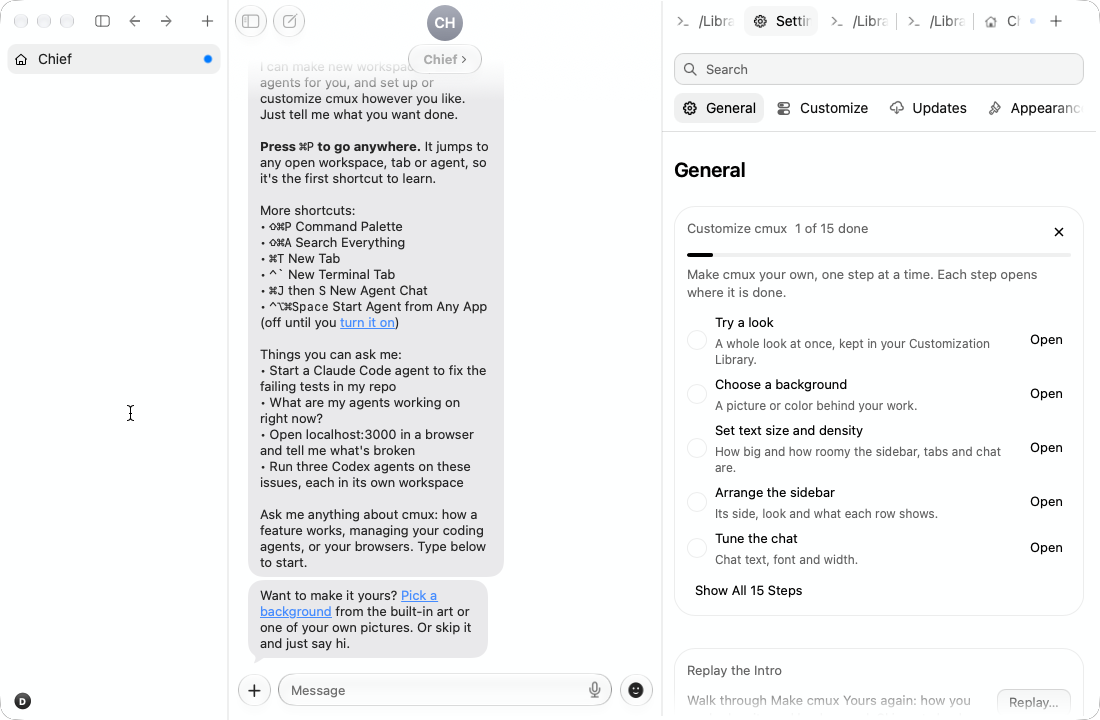 Chief
D
CH
Chief
I can make new workspac
agents for you, and set up or
customize cmux however you like.
Just tell me what you want done.
Press ⌘P to go anywhere. It jumps to
any open workspace, tab or agent, so
it's the first shortcut to learn.
More shortcuts:
• ⇧⌘P Command Palette
• ⇧⌘A Search Everything
• ⌘T New Tab
• ^` New Terminal Tab
• ⌘J then S New Agent Chat
• ^⌥⌘Space Start Agent from Any App
(off until you turn it on)
Things you can ask me:
• Start a Claude Code agent to fix the
failing tests in my repo
• What are my agents working on
right now?
• Open localhost:3000 in a browser
and tell me what's broken
• Run three Codex agents on these
issues, each in its own workspace
Ask me anything about cmux: how a
feature works, managing your coding
agents, or your browsers. Type below
to start.
Want to make it yours? Pick a
background from the built-in art or
one of your own pictures. Or skip it
and just say hi.
Message
/Libra Settin /Libra /Libra Cl
Search
General Customize Updates Appearanc
General
Customize cmux 1 of 15 done
Make cmux your own, one step at a time. Each step opens
where it is done.
Try a look
A whole look at once, kept in your Customization
Library.
Open
Choose a background
A picture or color behind your work.
Open
Set text size and density
How big and how roomy the sidebar, tabs and chat
are.
Open
Arrange the sidebar
Its side, look and what each row shows.
Open
Tune the chat
Chat text, font and width.
Open
Show All 15 Steps
Replay the Intro
Walk through Make cmux Yours again: how you
Replay...